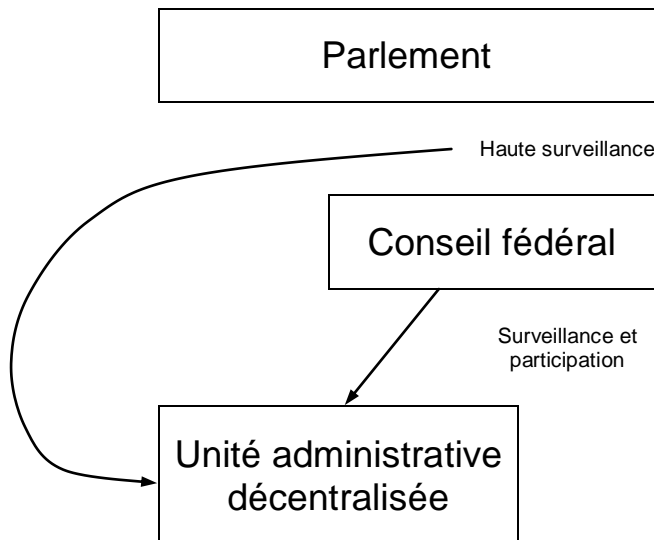 Parlement
Haute surveillance
Conseil fédéral
Surveillance et
participation
Unité administrative
décentralisée